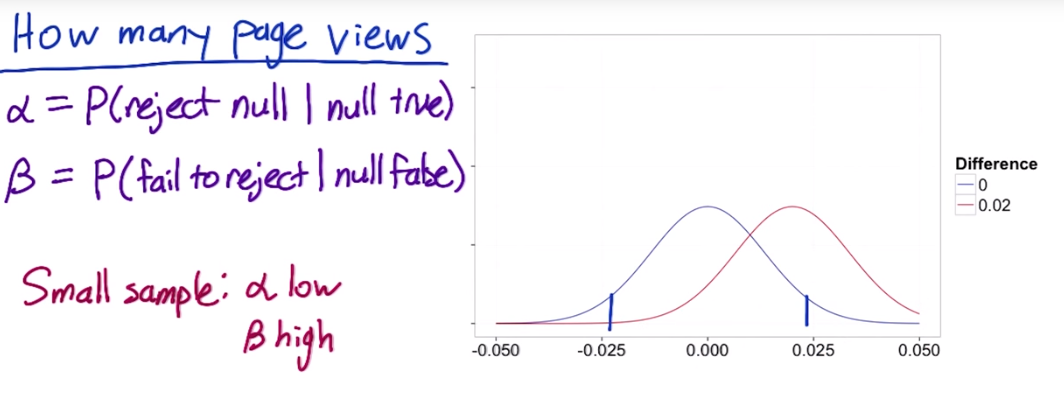 How many page views
α = P(reject null | null true)
β = P(fail to reject | null false)
Small sample: α low
β high
Difference
0
0.02
-0.050 -0.025 0.000 0.025 0.050